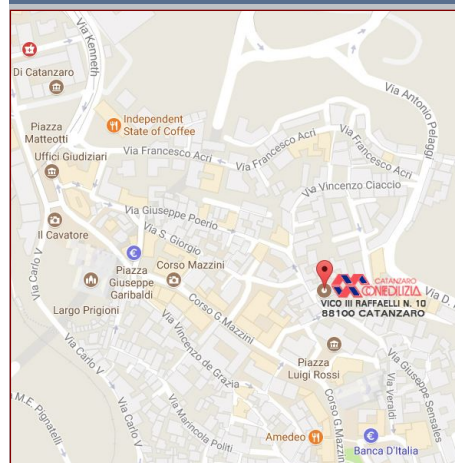 Via Kenneth
Di Catanzaro
Independent
State of Coffee
Via Antonio Pelaggi
Piazza
Matteotti
Uffici Giudiziari
Via Francesco Acri
Via Francesco Acri
Via Francesco Acri
Via Vincenzo Ciaccio
Via Giuseppe Poerio
Il Cavatore
Via S. Giorgio
Via Carlo V
Piazza
Giuseppe
Garibaldi
Corso Mazzini
CATANZARO
CONFEDILIZIA
VICO III RAFFAELLI N. 10
88100 CATANZARO
Via D.
Largo Prigioni
Corso G. Mazzini
Via Carlo V
Via Vincenzo de Grazia
Piazza
Luigi Rossi
Via Giuseppe Sensales
Via Veraldi
a M.E. Pignatelli
Via Carlo V
Via Marincola Politi
Corso G Mazzini
Amedeo
Banca D'Italia